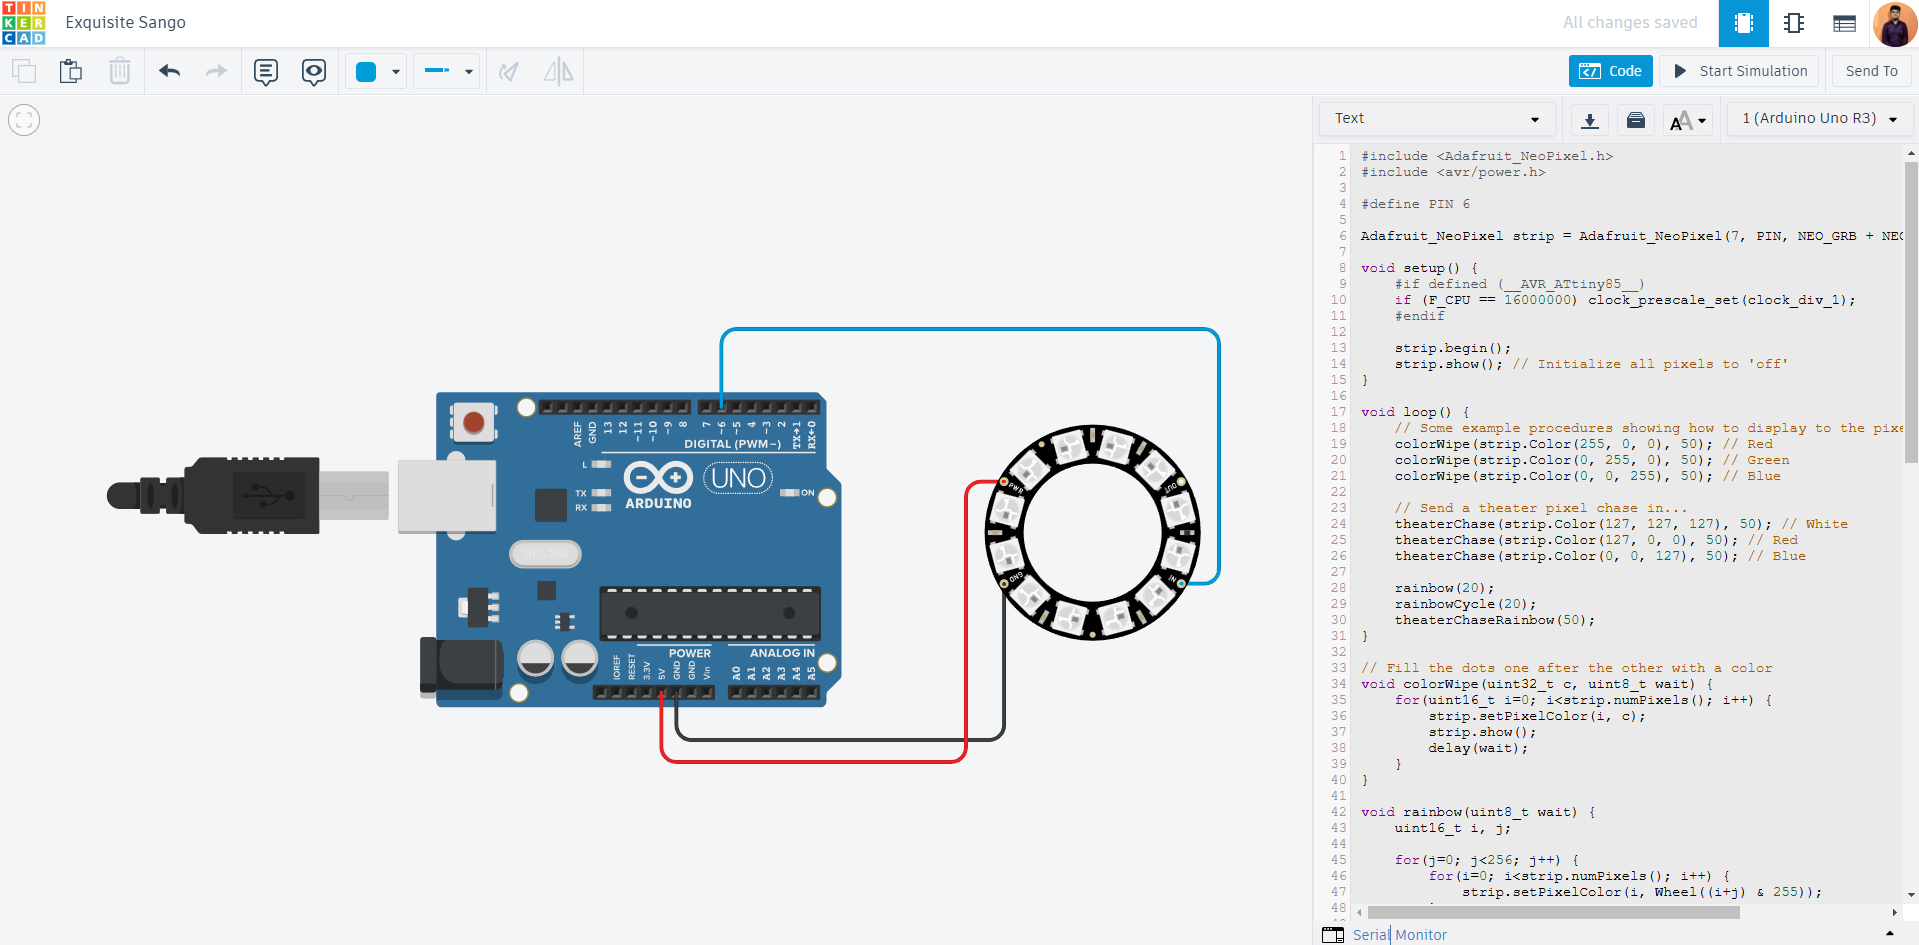 TINKERCAD
Exquisite Sango
All changes saved
Code
Start Simulation
Send To
Text
1 (Arduino Uno R3)
1 #include <Adafruit_NeoPixel.h>
2 #include <avr/power.h>
3
4 #define PIN 6
5
6 Adafruit_NeoPixel strip = Adafruit_NeoPixel(7, PIN, NEO_GRB + NEO
7
8 void setup() {
9 #if defined (__AVR_ATtiny85__)
10 if (F_CPU == 16000000) clock_prescale_set(clock_div_1);
11 #endif
12
13 strip.begin();
14 strip.show(); // Initialize all pixels to 'off'
15 }
16
17 void loop() {
18 // Some example procedures showing how to display to the pixe
19 colorWipe(strip.Color(255, 0, 0), 50); // Red
20 colorWipe(strip.Color(0, 255, 0), 50); // Green
21 colorWipe(strip.Color(0, 0, 255), 50); // Blue
22
23 // Send a theater pixel chase in...
24 theaterChase(strip.Color(127, 127, 127), 50); // White
25 theaterChase(strip.Color(127, 0, 0), 50); // Red
26 theaterChase(strip.Color(0, 0, 127), 50); // Blue
27
28 rainbow(20);
29 rainbowCycle(20);
30 theaterChaseRainbow(50);
31 }
32
33 // Fill the dots one after the other with a color
34 void colorWipe(uint32_t c, uint8_t wait) {
35 for(uint16_t i=0; i<strip.numPixels(); i++) {
36 strip.setPixelColor(i, c);
37 strip.show();
38 delay(wait);
39 }
40 }
41
42 void rainbow(uint8_t wait) {
43 uint16_t i, j;
44
45 for(j=0; j<256; j++) {
46 for(i=0; i<strip.numPixels(); i++) {
47 strip.setPixelColor(i, Wheel((i+j) & 255));
48
Serial Monitor
AREF
GND
13
12
~11
~10
~9
8
7
~6
~5
4
~3
2
TX→1
RX←0
DIGITAL (PWM~)
L
TX
RX
ARDUINO
UNO
ON
POWER
ANALOG IN
IOREF
RESET
3.3V
5V
GND
GND
Vin
A0
A1
A2
A3
A4
A5
PWR
OUT
GND
IN